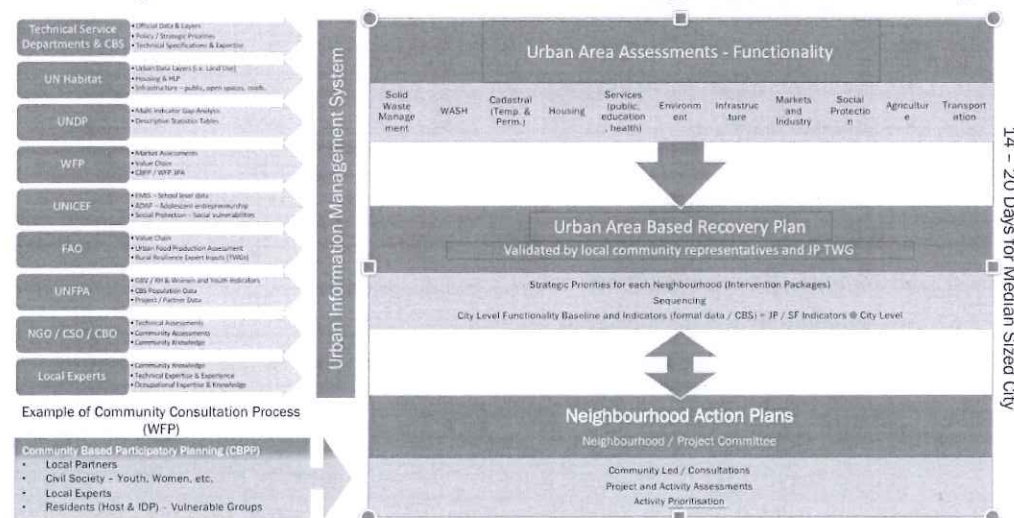 Technical Service
Departments & CBS
• Official Data & Layers
• Policy / Strategic Priorities
• Technical Specifications & Expertise
UN Habitat
• Urban Data Layers (i.e. Land Use)
• Housing & HLP
• Infrastructure – public, open spaces, roads,
UNDP
• Multi Indicator Gap Analysis
• Descriptive Statistics Tables
WFP
• Market Assessments
• Value Chain
• CBPP / WFP 3PA
UNICEF
• EMIS – School level data
• Adolescent entrepreneurship
• Social Protection – Social vulnerabilities
FAO
• Value Chain
• Urban Food Production Assessment
• Rural Resilience Expert Inputs (TWGs)
UNFPA
• GBV / RH & Women and Youth Indicators
• CBS Population Data
• Project / Partner Data
NGO / CSO / CBO
• Technical Assessments
• Community Assessments
• Community Knowledge
Local Experts
• Community Knowledge
• Technical Expertise & Experience
• Occupational Expertise & Knowledge
Example of Community Consultation Process
(WFP)
Community Based Participatory Planning (CBPP)
• Local Partners
• Civil Society – Youth, Women, etc.
• Local Experts
• Residents (Host & IDP) – Vulnerable Groups
Urban Information Management System
Urban Area Assessments - Functionality
Solid
Waste
Manage
ment
WASH
Cadastral
(Temp. &
Perm.)
Housing
Services
(public,
education
, health)
Environm
ent
Infrastruc
ture
Markets
and
Industry
Social
Protectio
n
Agricultur
e
Transport
ation
Urban Area Based Recovery Plan
Validated by local community representatives and JP TWG
Strategic Priorities for each Neighbourhood (Intervention Packages)
Sequencing
City Level Functionality Baseline and Indicators (formal data / CBS) = JP / SF Indicators @ City Level
Neighbourhood Action Plans
Neighbourhood / Project Committee
Community Led / Consultations
Project and Activity Assessments
Activity Prioritisation
14 – 20 Days for Median Sized City